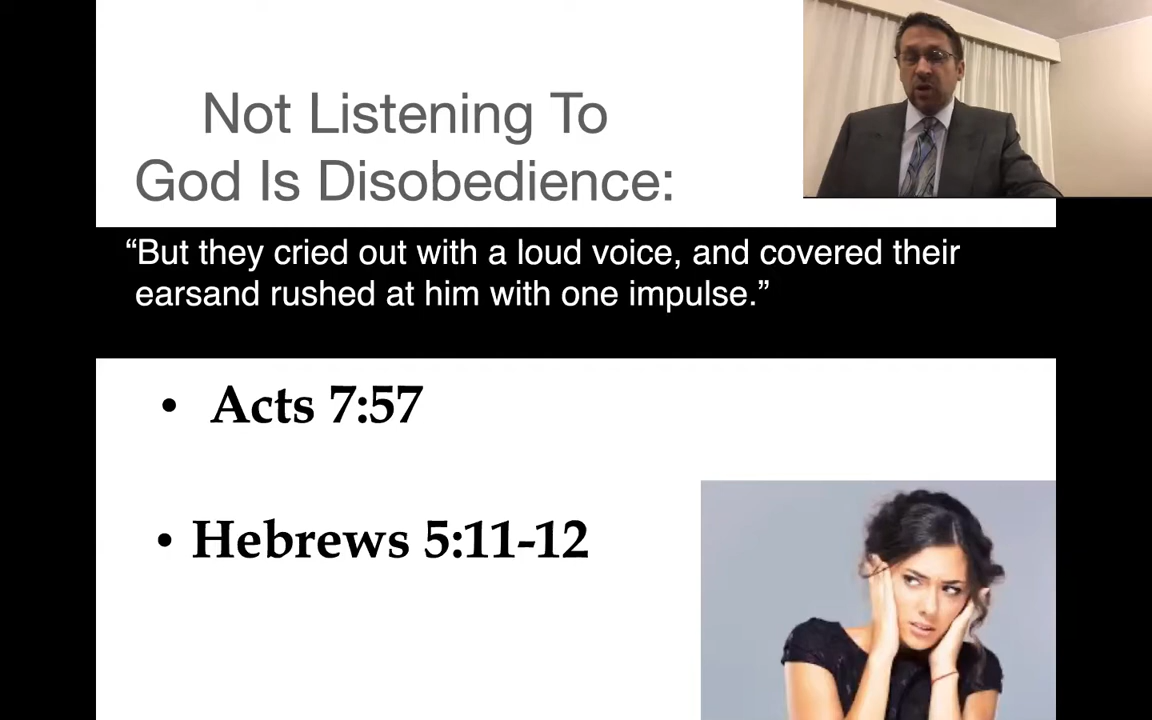 Not Listening To
God Is Disobedience:
“But they cried out with a loud voice, and covered their
earsand rushed at him with one impulse.”
• Acts 7:57
• Hebrews 5:11-12